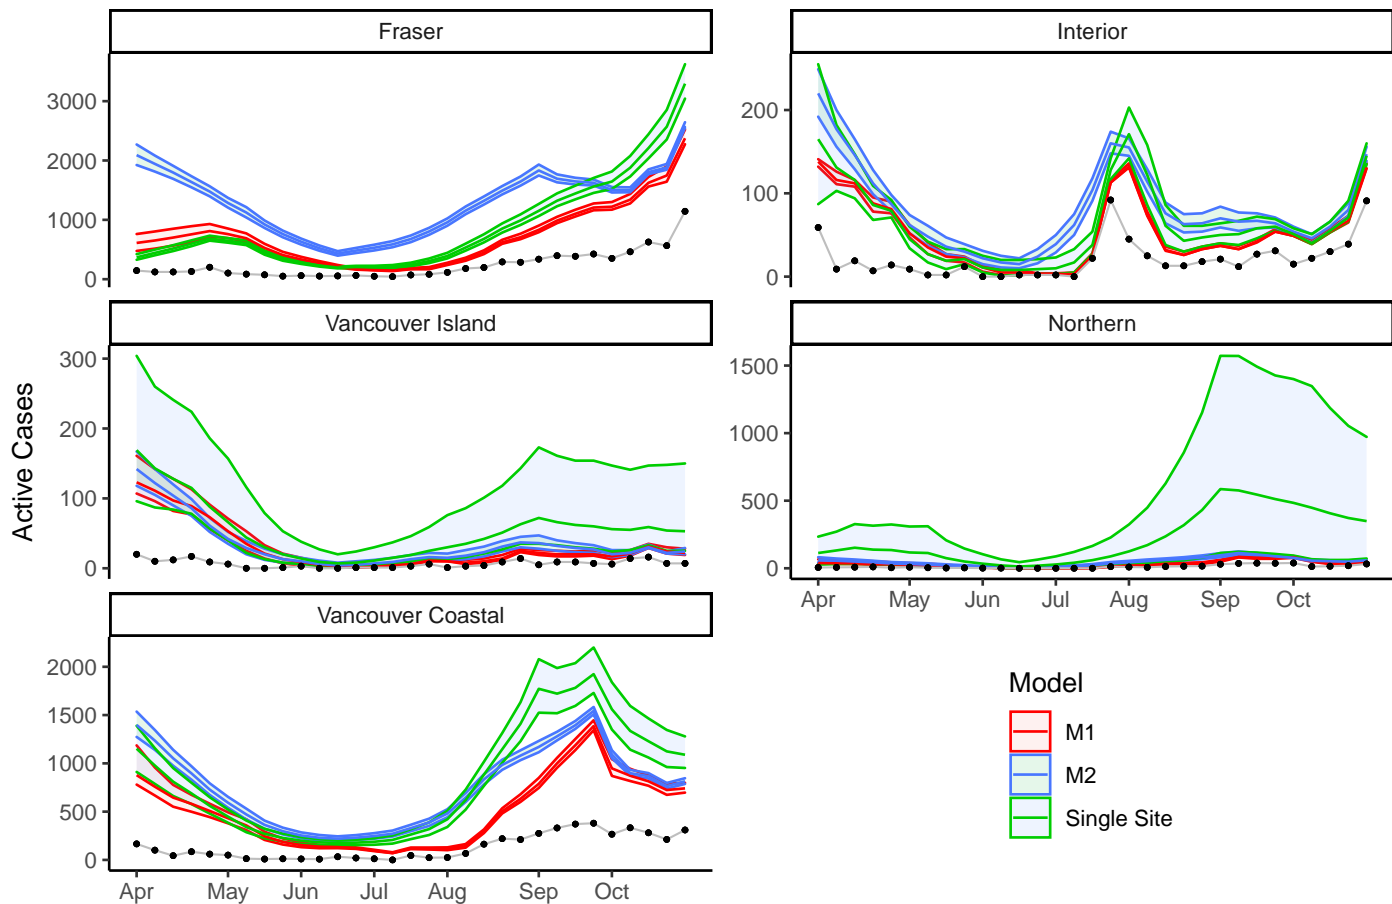 Fraser
Interior
3000
2000
1000
0
200
100
0
Vancouver Island
Northern
300
200
100
0
1500
1000
500
0
Apr May Jun Jul Aug Sep Oct
Active Cases
Vancouver Coastal
2000
1500
1000
500
0
Apr May Jun Jul Aug Sep Oct
Model
M1
M2
Single Site